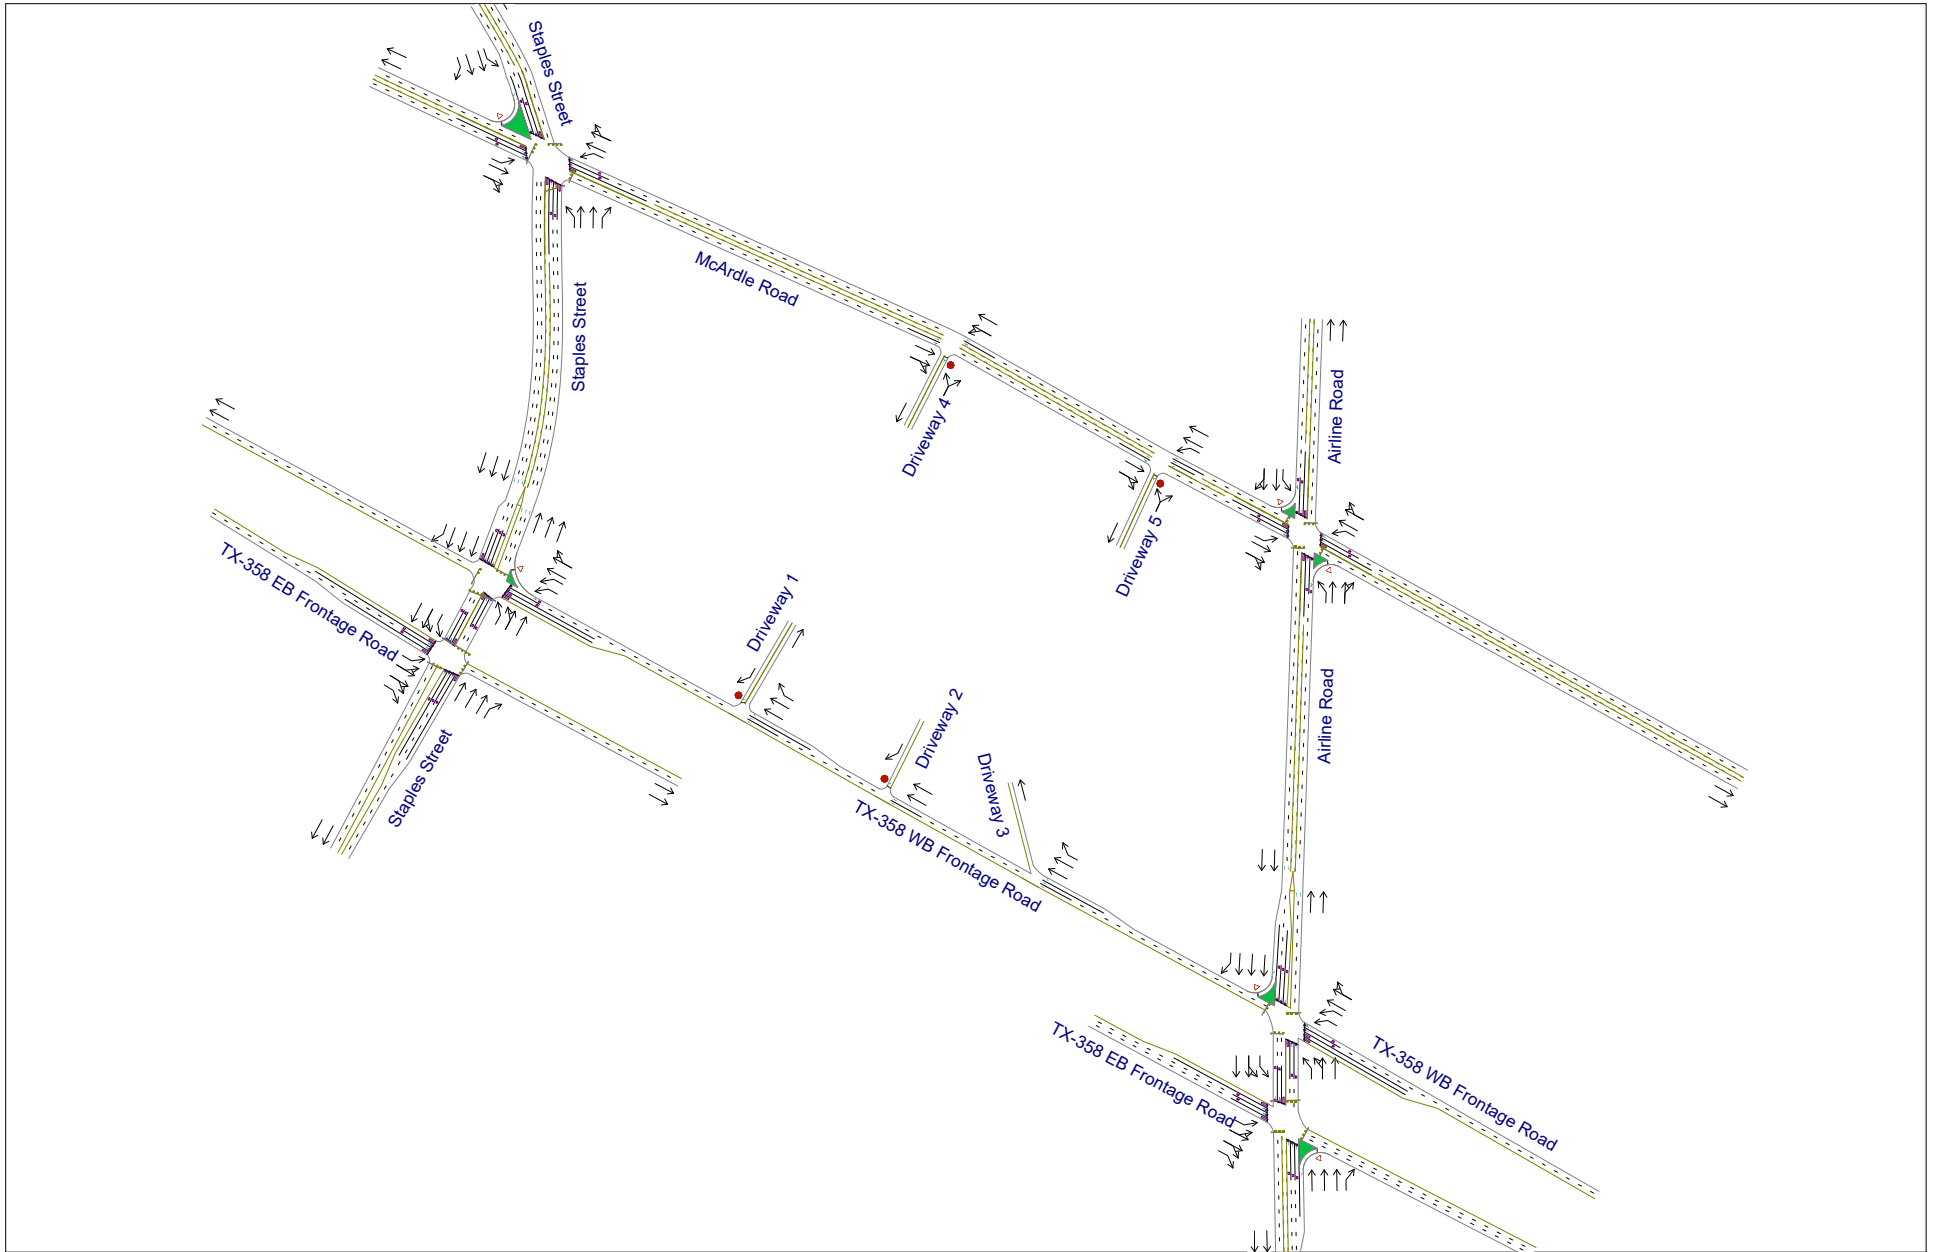 Staples Street
McArdle Road
Staples Street
Airline Road
Driveway 4
Driveway 5
TX-358 EB Frontage Road
Driveway 1
Airline Road
Driveway 2
Staples Street
Driveway 3
TX-358 WB Frontage Road
TX-358 EB Frontage Road
TX-358 WB Frontage Road